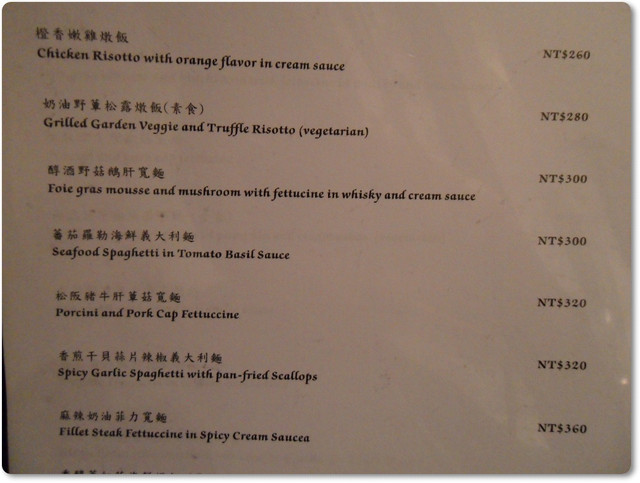 橙香嫩雞燉飯
Chicken Risotto with orange flavor in cream sauce NT$260
奶油野蕈松露燉飯(素食)
Grilled Garden Veggie and Truffle Risotto (vegetarian) NT$280
醇酒野菇鵝肝寬麵
Foie gras mousse and mushroom with fettucine in whisky and cream sauce NT$300
蕃茄羅勒海鮮義大利麵
Seafood Spaghetti in Tomato Basil Sauce NT$300
松阪豬牛肝蕈菇寬麵
Porcini and Pork Cap Fettuccine NT$320
香煎干貝蒜片辣椒義大利麵
Spicy Garlic Spaghetti with pan-fried Scallops NT$320
麻辣奶油菲力寬麵
Fillet Steak Fettuccine in Spicy Cream Saucea NT$360